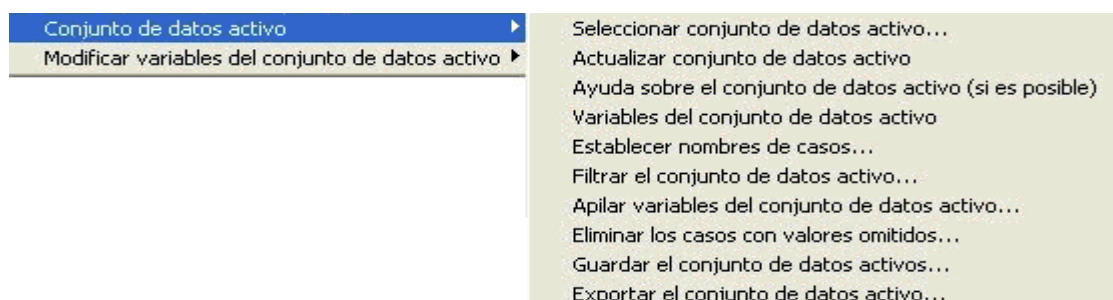 Conjunto de datos activo
Modificar variables del conjunto de datos activo
Seleccionar conjunto de datos activo...
Actualizar conjunto de datos activo
Ayuda sobre el conjunto de datos activo (si es posible)
Variables del conjunto de datos activo
Establecer nombres de casos...
Filtrar el conjunto de datos activo...
Apilar variables del conjunto de datos activo...
Eliminar los casos con valores omitidos...
Guardar el conjunto de datos activos...
Exportar el conjunto de datos activo...